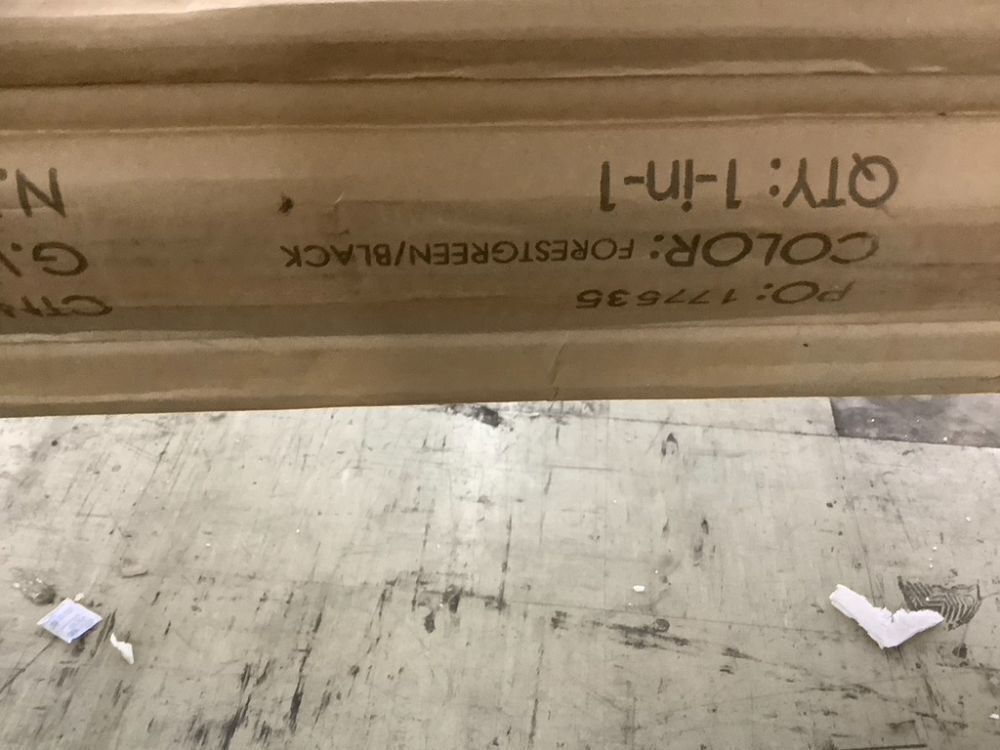 PO: 177535
COLOR: FORESTGREEN/BLACK
QTY: 1-in-1
G.
N.